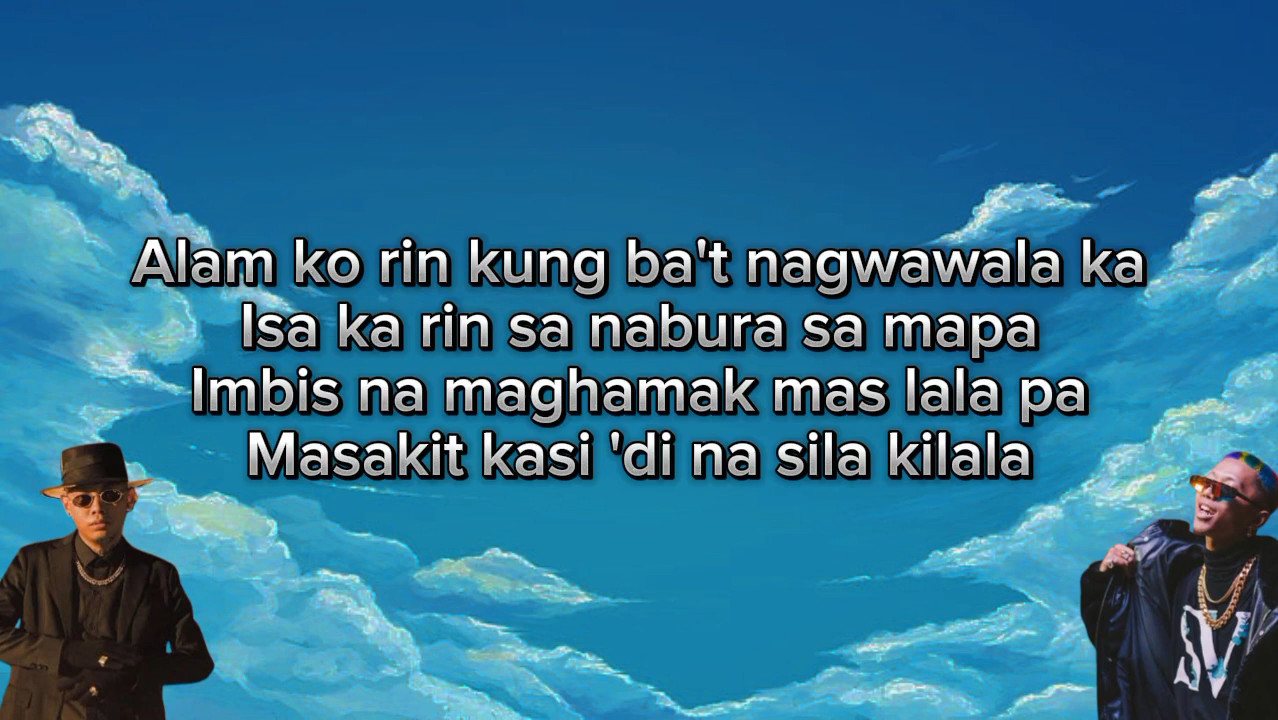 Alam ko rin kung ba't nagwawala ka
Isa ka rin sa nabura sa mapa
Imbis na maghamak mas lala pa
Masakit kasi 'di na sila kilala